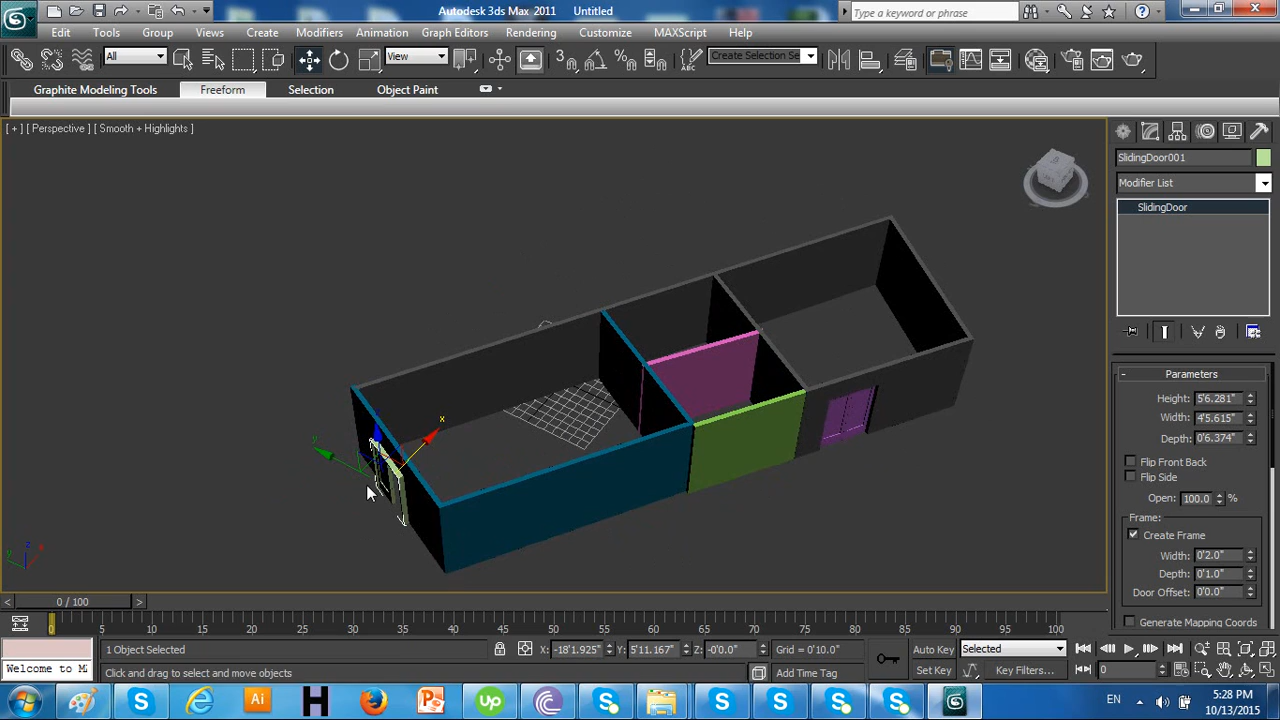 Autodesk 3ds Max 2011 Untitled
Type a keyword or phrase
Edit Tools Group Views Create Modifiers Animation Graph Editors Rendering Customize MAXScript Help
All View Create Selection Se
Graphite Modeling Tools Freeform Selection Object Paint
[ + ] [ Perspective ] [ Smooth + Highlights ]
SlidingDoor001
Modifier List
SlidingDoor
x
y
Parameters
Height: 5'6.281"
Width: 4'5.615"
Depth: 0'6.374"
Flip Front Back
Flip Side
Open: 100.0 %
Frame:
Create Frame
Width: 0'2.0"
Depth: 0'1.0"
Door Offset: 0'0.0"
Generate Mapping Coords
z
y x
< 0 / 100 >
0 5 10 15 20 25 30 35 40 45 50 55 60 65 70 75 80 85 90 95 100
1 Object Selected X: -18'1.925" Y: 5'11.167" Z: -0'0.0" Grid = 0'10.0" Auto Key Selected
Welcome to M Click and drag to select and move objects Add Time Tag Set Key Key Filters... 0
EN 5:28 PM
10/13/2015